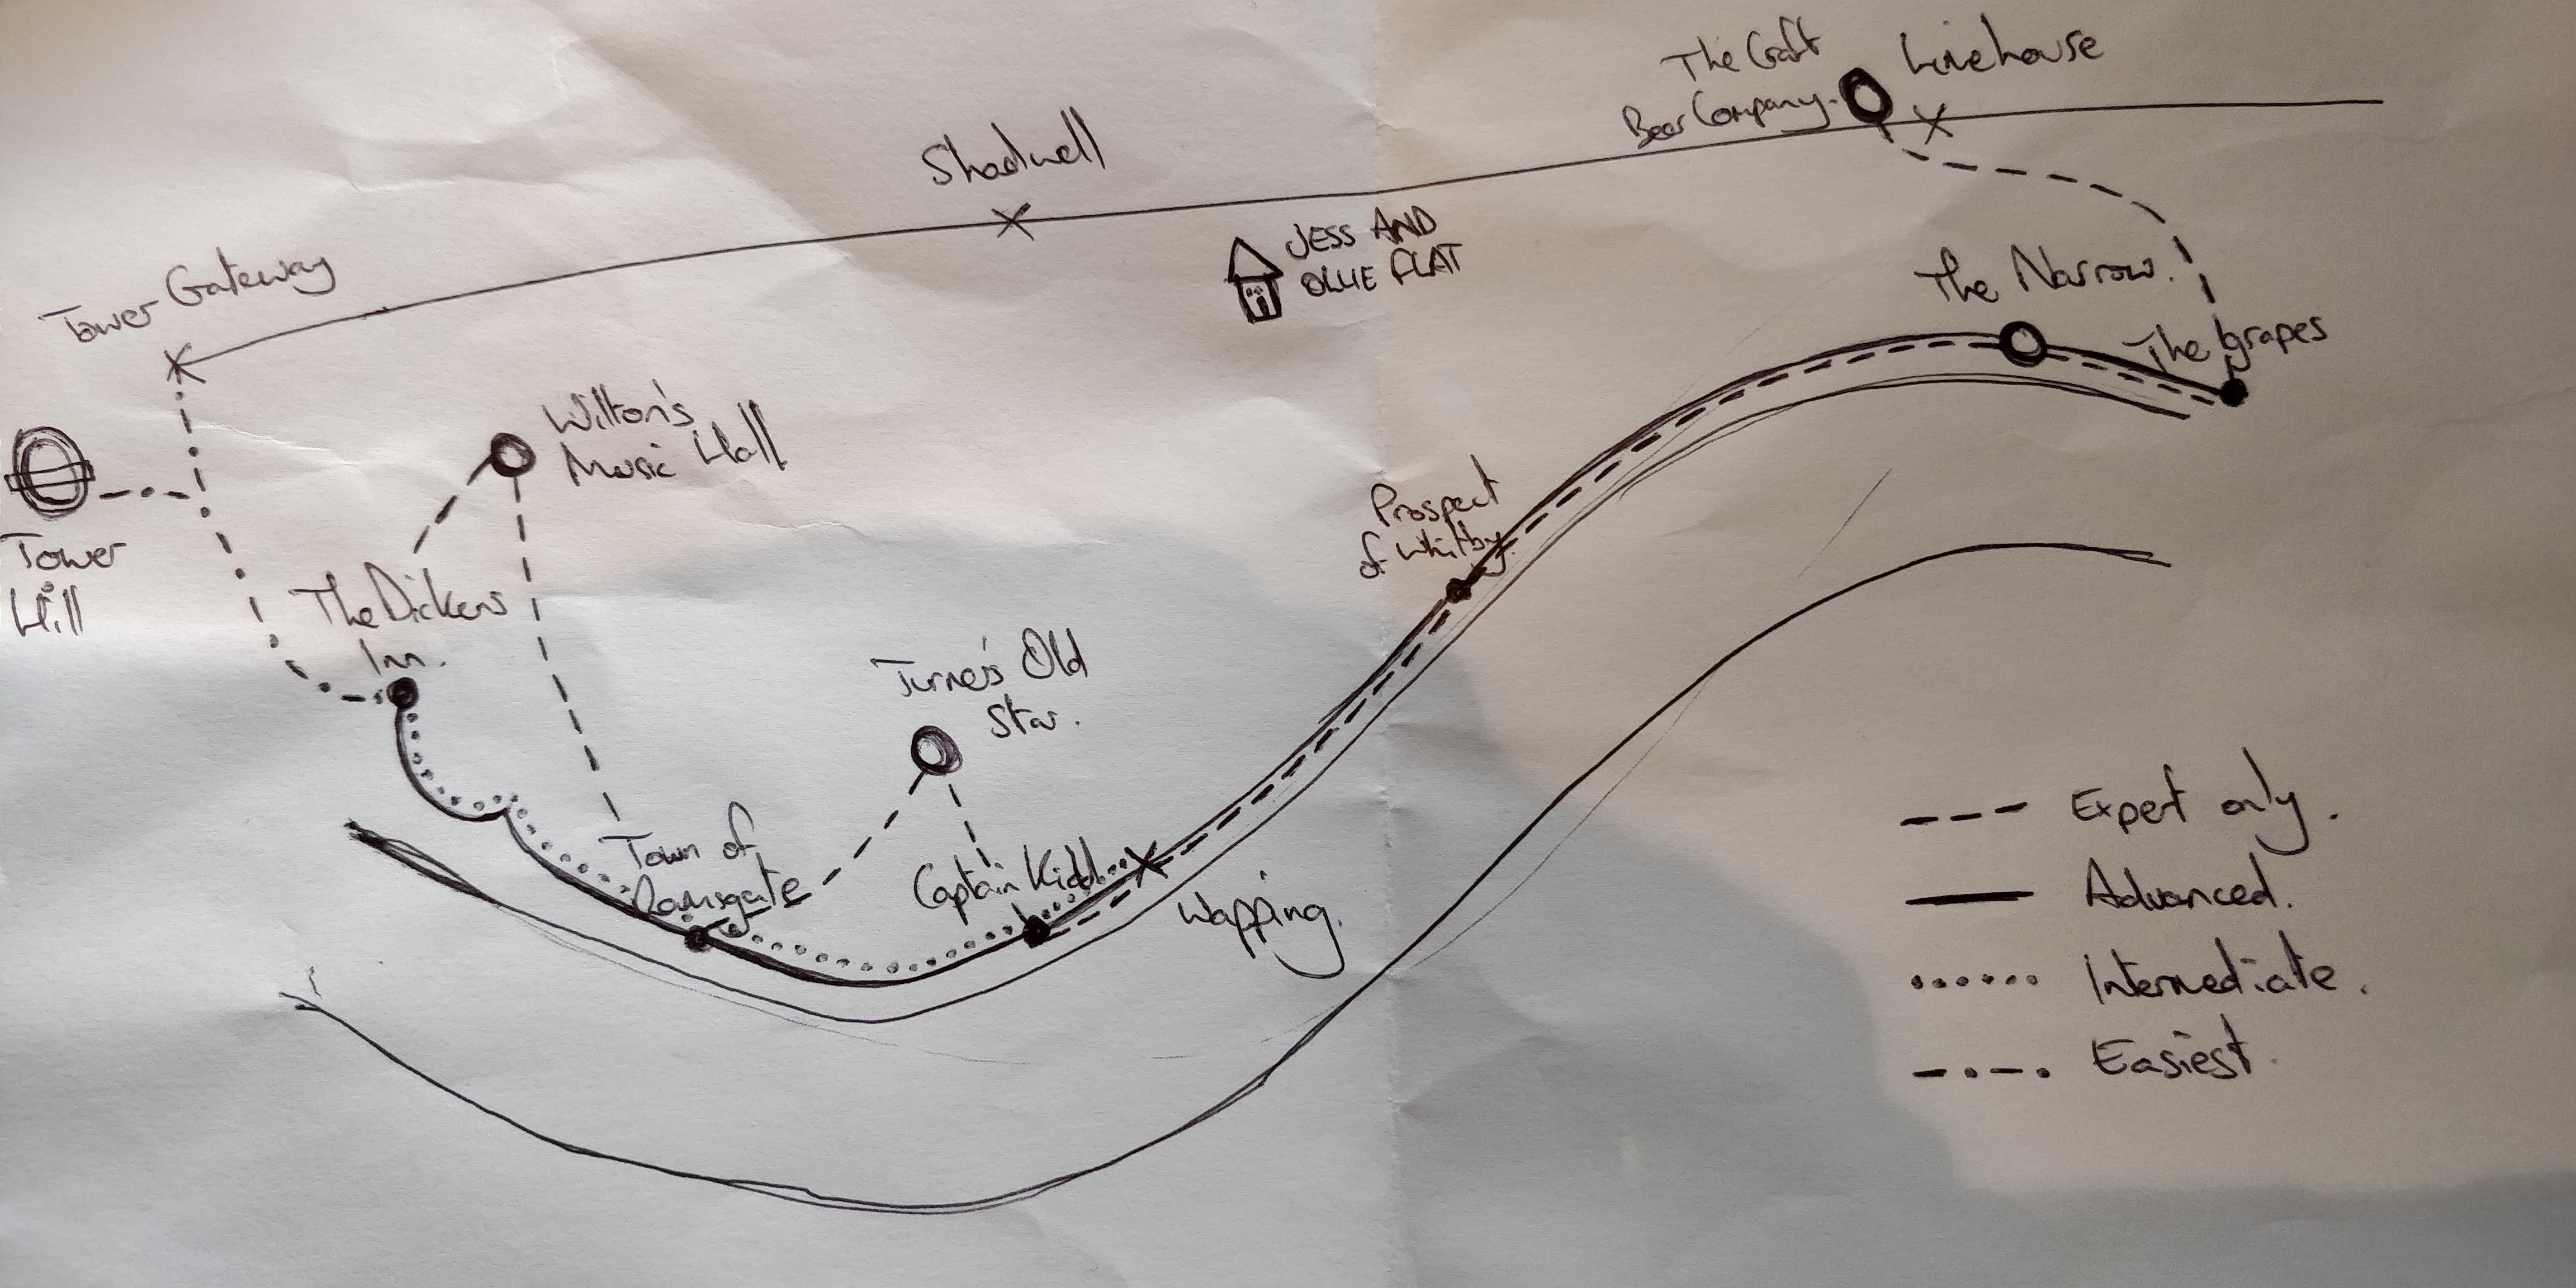 The Craft
Beer Company.
Limehouse
Shadwell
JESS AND
OLLIE FLAT
Tower Gateway
The Narrow.
The Grapes
Wilton's
Music Hall
Tower
Hill
Prospect
of Whitby.
The Dickens
Inn.
Turner's Old
Star.
Town of
Ramsgate
Captain Kidd
Wapping.
Expert only.
Advanced.
Intermediate.
Easiest.